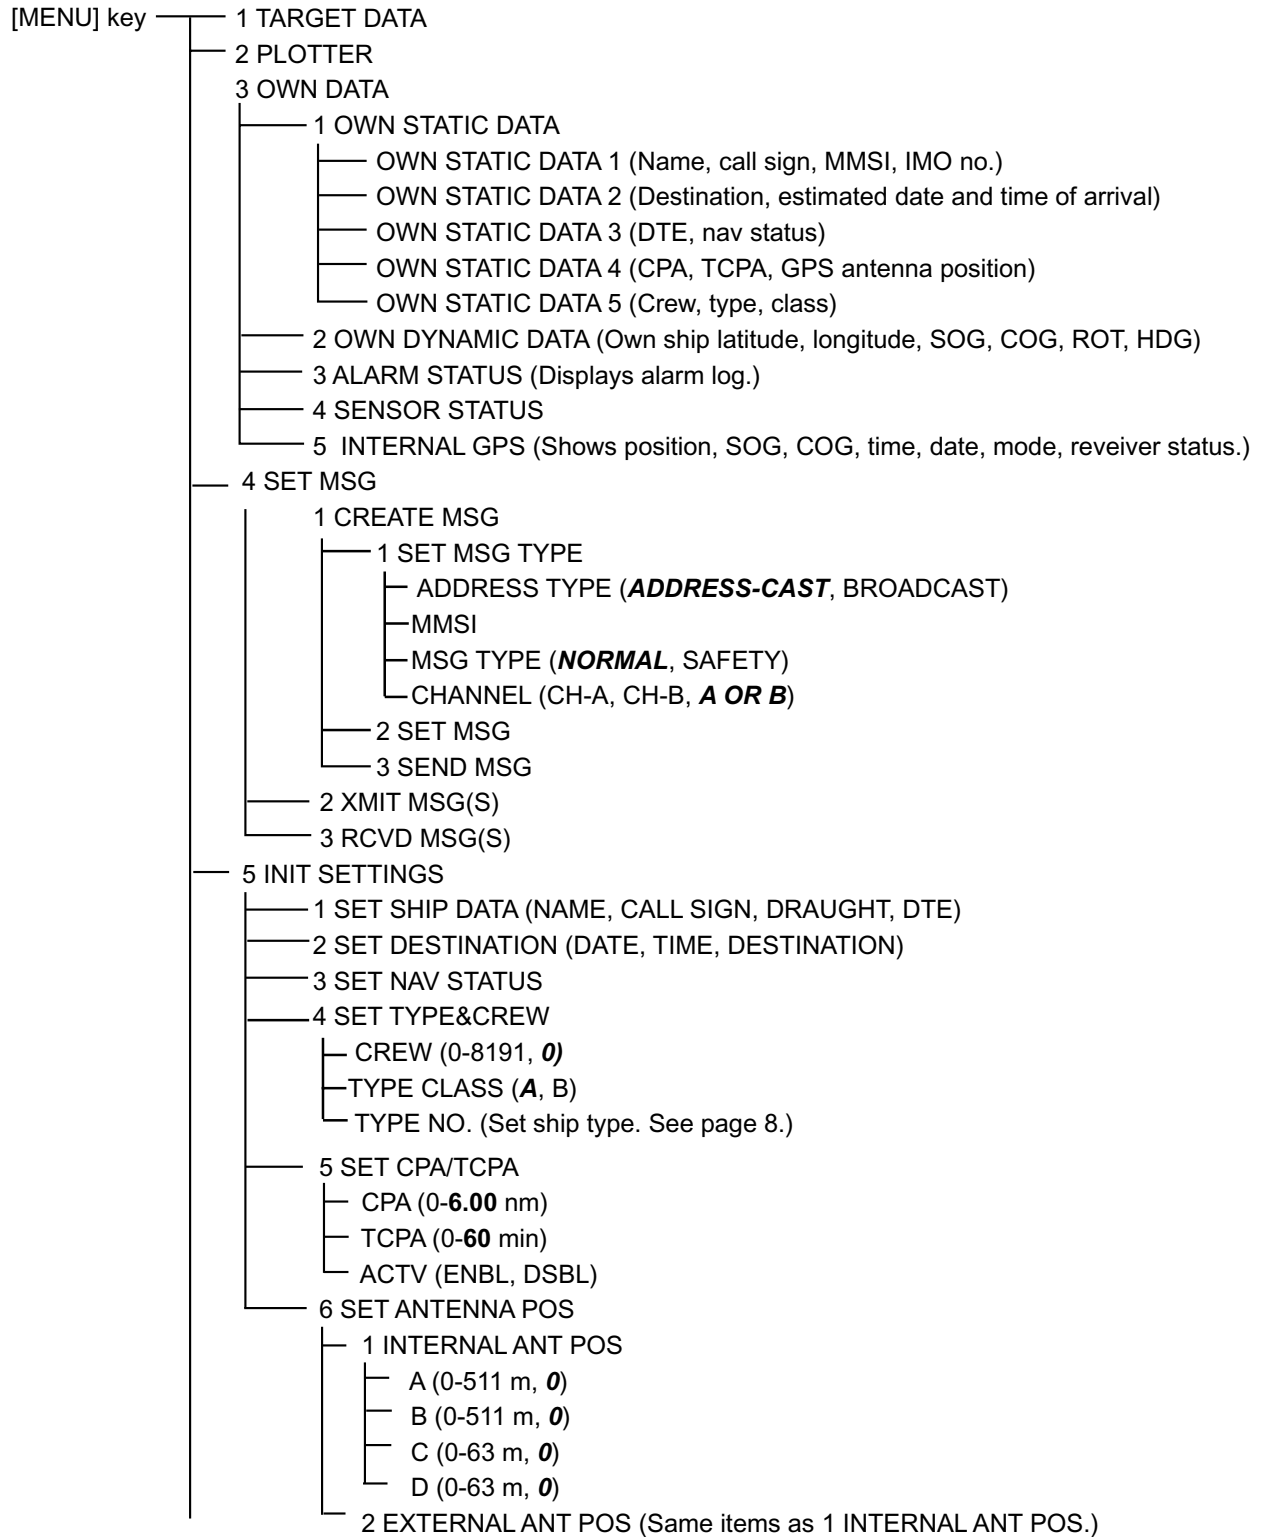 [MENU] key 1 TARGET DATA
2 PLOTTER
3 OWN DATA
1 OWN STATIC DATA
OWN STATIC DATA 1 (Name, call sign, MMSI, IMO no.)
OWN STATIC DATA 2 (Destination, estimated date and time of arrival)
OWN STATIC DATA 3 (DTE, nav status)
OWN STATIC DATA 4 (CPA, TCPA, GPS antenna position)
OWN STATIC DATA 5 (Crew, type, class)
2 OWN DYNAMIC DATA (Own ship latitude, longitude, SOG, COG, ROT, HDG)
3 ALARM STATUS (Displays alarm log.)
4 SENSOR STATUS
5 INTERNAL GPS (Shows position, SOG, COG, time, date, mode, reveiver status.)
4 SET MSG
1 CREATE MSG
1 SET MSG TYPE
ADDRESS TYPE (ADDRESS-CAST, BROADCAST)
MMSI
MSG TYPE (NORMAL, SAFETY)
CHANNEL (CH-A, CH-B, A OR B)
2 SET MSG
3 SEND MSG
2 XMIT MSG(S)
3 RCVD MSG(S)
5 INIT SETTINGS
1 SET SHIP DATA (NAME, CALL SIGN, DRAUGHT, DTE)
2 SET DESTINATION (DATE, TIME, DESTINATION)
3 SET NAV STATUS
4 SET TYPE&CREW
CREW (0-8191, 0)
TYPE CLASS (A, B)
TYPE NO. (Set ship type. See page 8.)
5 SET CPA/TCPA
CPA (0-6.00 nm)
TCPA (0-60 min)
ACTV (ENBL, DSBL)
6 SET ANTENNA POS
1 INTERNAL ANT POS
A (0-511 m, 0)
B (0-511 m, 0)
C (0-63 m, 0)
D (0-63 m, 0)
2 EXTERNAL ANT POS (Same items as 1 INTERNAL ANT POS.)